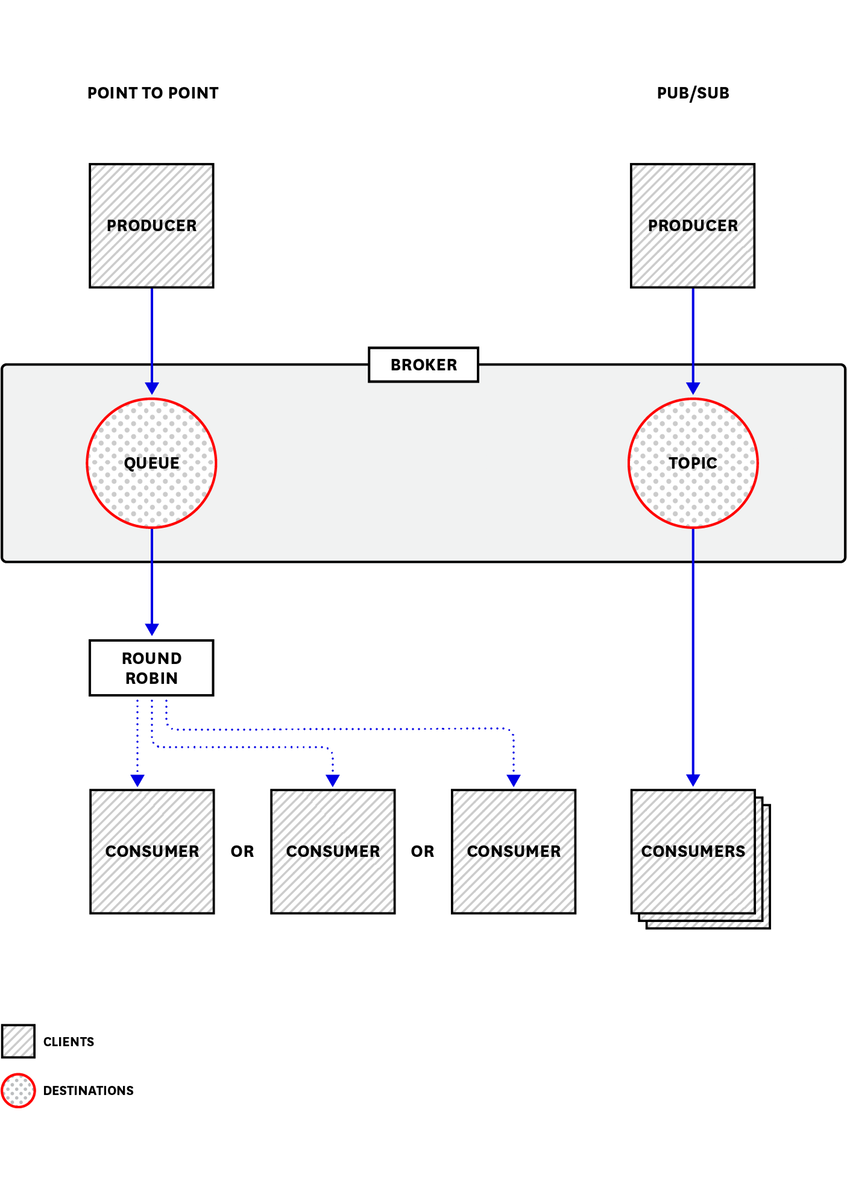 POINT TO POINT
PUB/SUB
PRODUCER
PRODUCER
BROKER
QUEUE
TOPIC
ROUND
ROBIN
CONSUMER
OR
CONSUMER
OR
CONSUMER
CONSUMERS
CLIENTS
DESTINATIONS